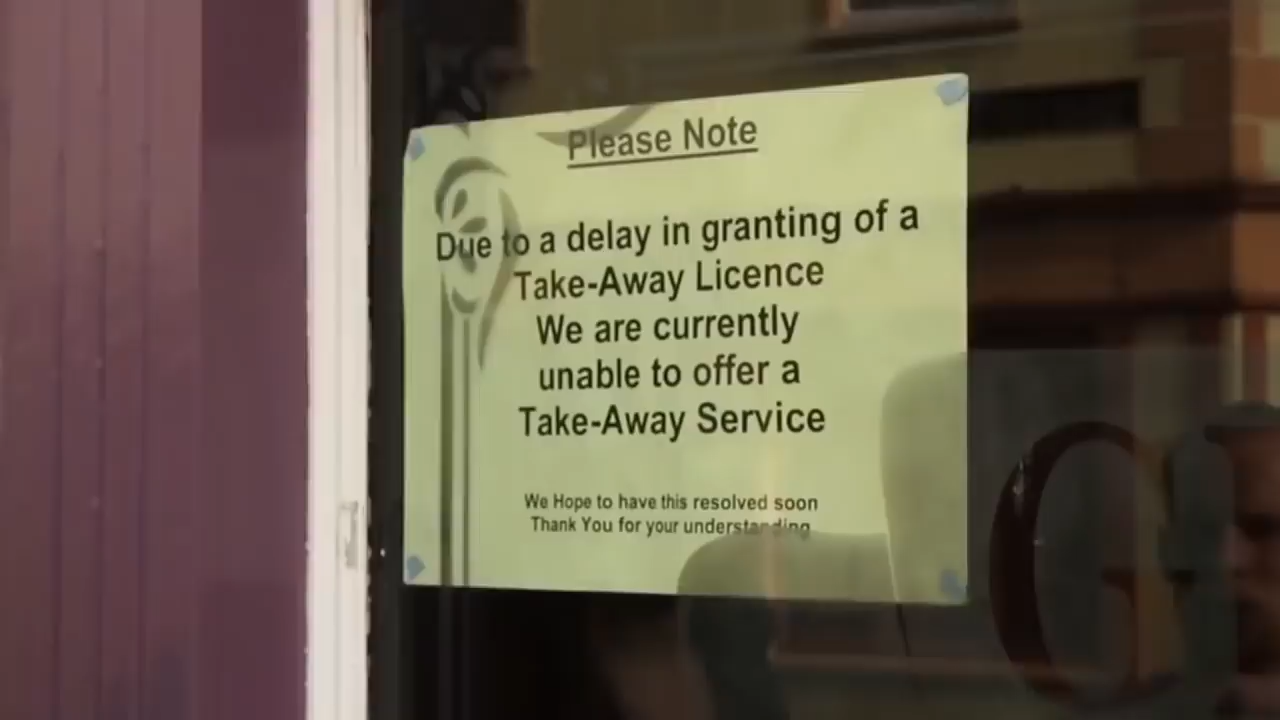 Please Note
Due to a delay in granting of a
Take-Away Licence
We are currently
unable to offer a
Take-Away Service
We Hope to have this resolved soon
Thank You for your understanding
G